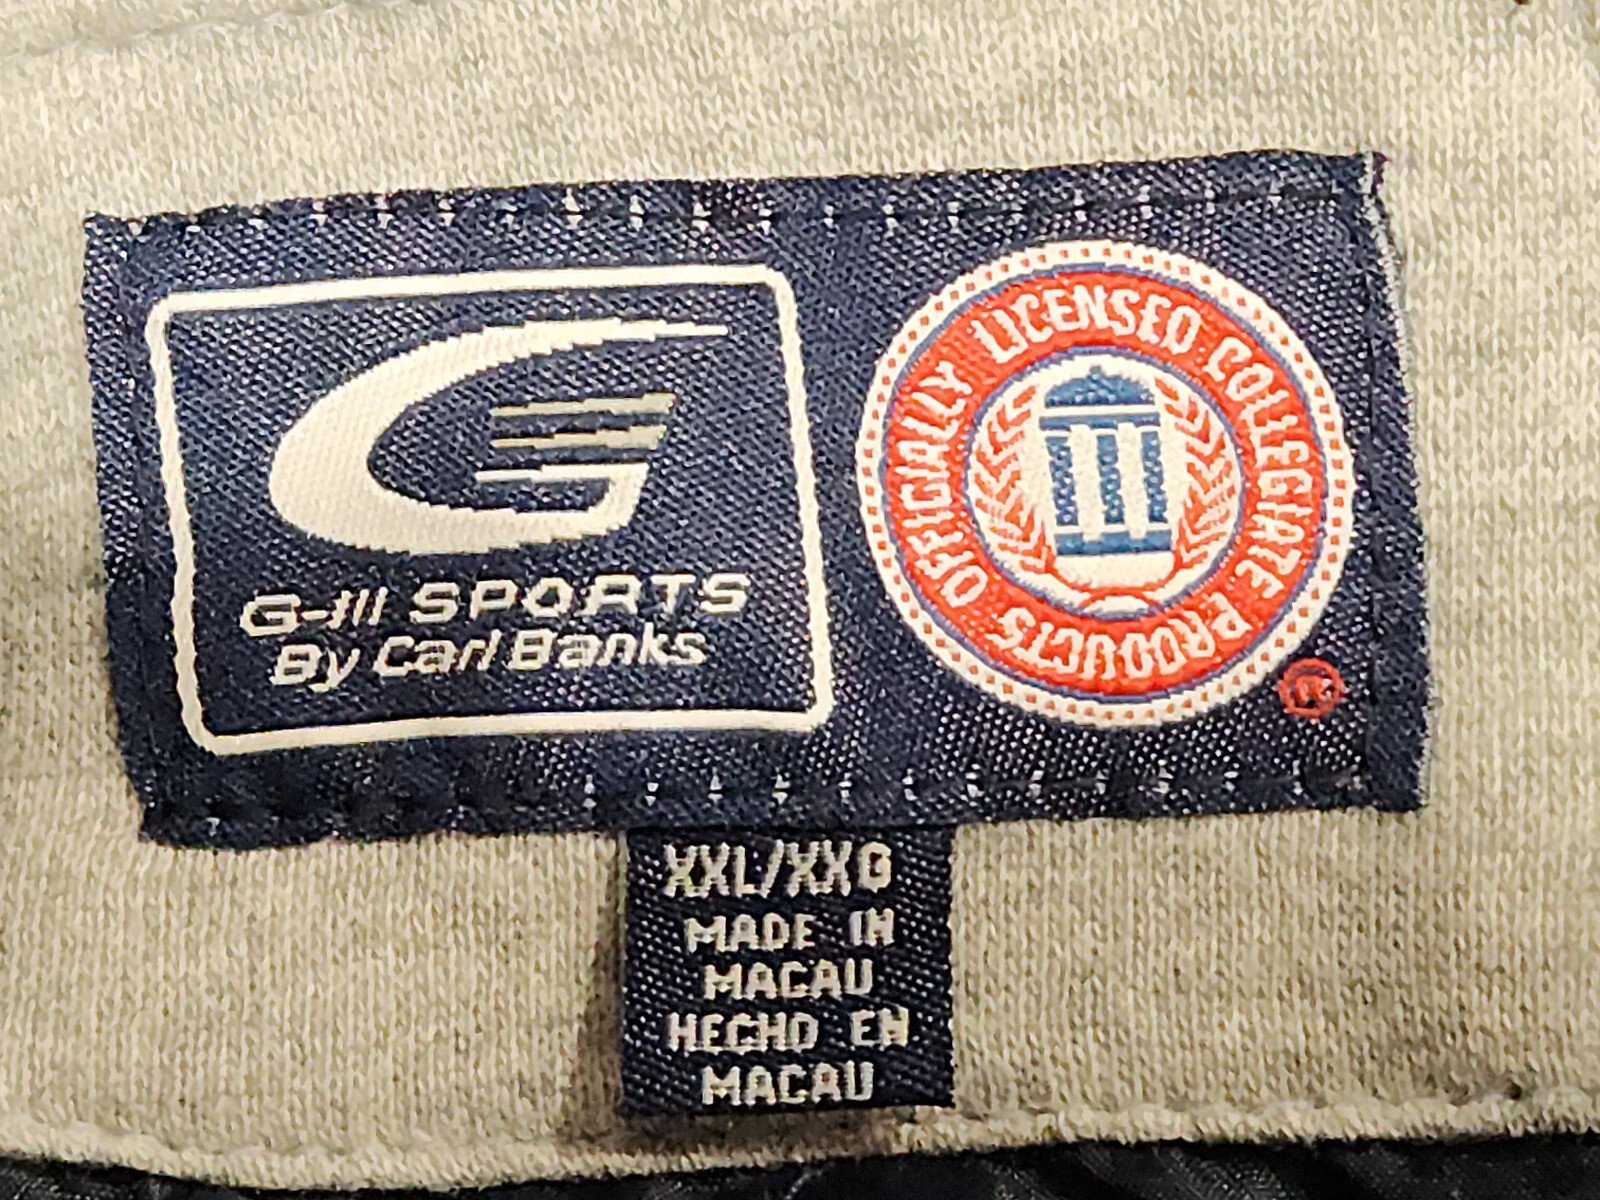 G-III SPORTS
By Carl Banks
OFFICIALLY LICENSED COLLEGIATE PRODUCTS
®
XXL/XXG
MADE IN
MACAU
HECHO EN
MACAU